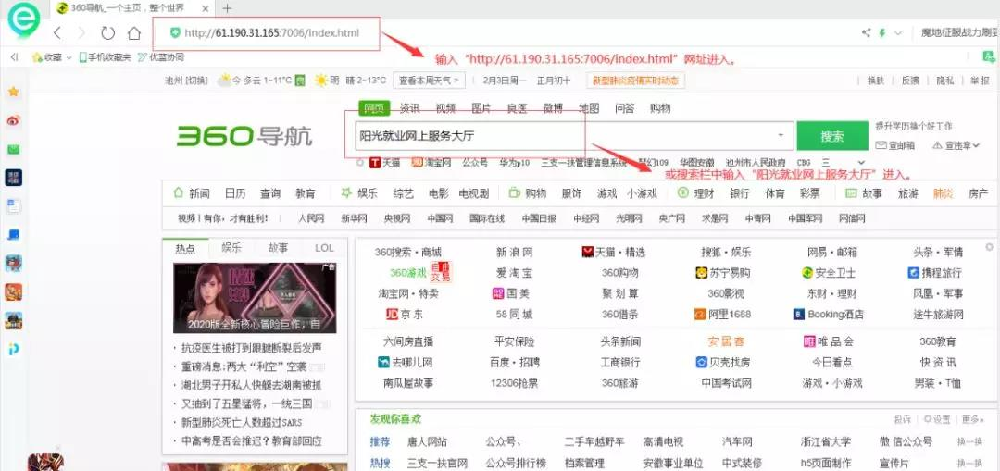 360导航_一个主页，整个世界
http://61.190.31.165:7006/index.html
魔地征服战力刷到
收藏 手机收藏夹 优蓝协同
输入“http://61.190.31.165:7006/index.html”网址进入。
池州 [切换] 今 多云 1~11°C 良 明 晴 2~13°C 查看本周天气 > 2月3日周一 正月初十 新型肺炎疫情实时动态 换肤 反馈 隐私 举报
网页 资讯 视频 图片 良医 微博 地图 问答 购物
360导航
阳光就业网上服务大厅
搜索
提升学历换个好工作
查邮箱 查违章
天猫 淘宝网 公众号 华为p10 三支一扶管理信息系统 梦幻109 华图安徽 池州市人民政府 CBG 三
或搜索栏中输入“阳光就业网上服务大厅”进入。
新闻 日历 查询 教育 娱乐 综艺 电影 电视剧 购物 服饰 游戏 小游戏 理财 银行 体育 彩票 故事 旅游 肺炎 房产
视频丨有你，才有胜利！ 人民网 新华网 央视网 中国网 国际在线 中国日报 中经网 光明网 央广网 求是网 中青网 中国军网 网信网
热点 娱乐 故事 LOL
广告
2020版全新核心冒险巨作，自
抗疫医生被打到跟腱断裂后发声
重磅消息:两大“利空”空袭
湖北男子开私人快艇去湖南被抓
又抽到了五星猛将，一统三国
新型肺炎死亡人数超过SARS
中高考是否会推迟？教育部回应
360搜索·商城 新浪网 天猫·精选 搜狐·娱乐 网易·邮箱 头条·军情
360游戏 自由交易 爱淘宝 360购物 苏宁易购 安全卫士 携程旅行
淘宝网·特卖 国美 聚划算 360影视 东财·理财 凤凰·军事
JD 京东 58同城 360借条 阿里1688 Booking酒店 途牛旅游网
六间房直播 平安保险 头条新闻 安居客 唯品会 360教育
去哪儿网 百度·招聘 工商银行 贝壳找房 今日看点 快资讯
南瓜屋故事 12306抢票 360旅游 中国考试网 游戏·小游戏 男装·T恤
发现你喜欢 投诉 设置 更多»
推荐 唐人网站 公众号、 二手车越野车 高清电视 汽车网 浙江省大学 微信公众号 换一换
热搜 三支一扶官网 公众号排行榜 档案管理 安徽事业单位 中式装修 h5页面制作 宣传片 换一换